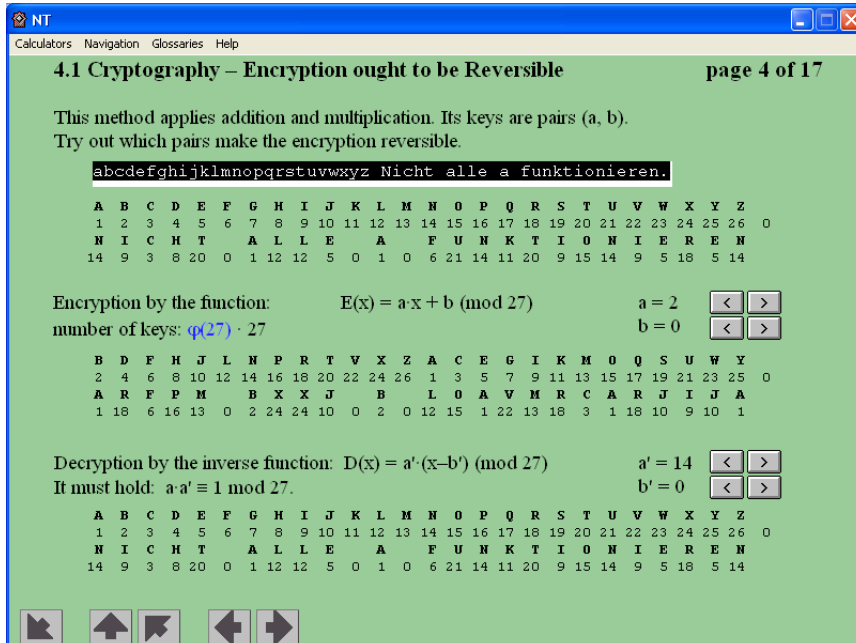 NT
Calculators Navigation Glossaries Help
4.1 Cryptography – Encryption ought to be Reversible page 4 of 17
This method applies addition and multiplication. Its keys are pairs (a, b).
Try out which pairs make the encryption reversible.
abcdefghijklmnopqrstuvwxyz Nicht alle a funktionieren.
A B C D E F G H I J K L M N O P Q R S T U V W X Y Z
1 2 3 4 5 6 7 8 9 10 11 12 13 14 15 16 17 18 19 20 21 22 23 24 25 26 0
N I C H T A L L E A F U N K T I O N I E R E N
14 9 3 8 20 0 1 12 12 5 0 1 0 6 21 14 11 20 9 15 14 9 5 18 5 14
Encryption by the function: E(x) = a·x + b (mod 27) a = 2 < >
number of keys: φ(27) · 27 b = 0 < >
B D F H J L N P R T V X Z A C E G I K M O Q S U W Y
2 4 6 8 10 12 14 16 18 20 22 24 26 1 3 5 7 9 11 13 15 17 19 21 23 25 0
A R F P M B X X J B L O A V M R C A R J I J A
1 18 6 16 13 0 2 24 24 10 0 2 0 12 15 1 22 13 18 3 1 18 10 9 10 1
Decryption by the inverse function: D(x) = a'·(x–b') (mod 27) a' = 14 < >
It must hold: a·a' ≡ 1 mod 27. b' = 0 < >
A B C D E F G H I J K L M N O P Q R S T U V W X Y Z
1 2 3 4 5 6 7 8 9 10 11 12 13 14 15 16 17 18 19 20 21 22 23 24 25 26 0
N I C H T A L L E A F U N K T I O N I E R E N
14 9 3 8 20 0 1 12 12 5 0 1 0 6 21 14 11 20 9 15 14 9 5 18 5 14